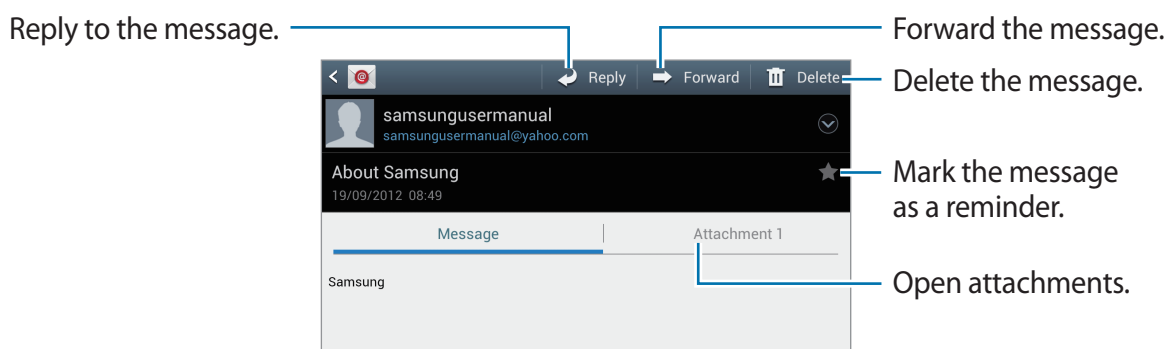 Reply to the message.
Forward the message.
Reply Forward Delete
Delete the message.
samsungusermanual
samsungusermanual@yahoo.com
About Samsung
19/09/2012 08:49
Mark the message
as a reminder.
Message Attachment 1
Samsung
Open attachments.